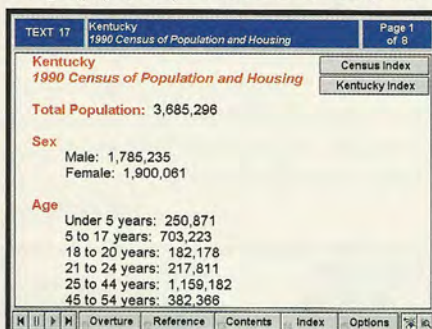 TEXT 17
Kentucky
1990 Census of Population and Housing
Page 1
of 8
Kentucky
1990 Census of Population and Housing
Census Index
Kentucky Index
Total Population: 3,685,296
Sex
Male: 1,785,235
Female: 1,900,061
Age
Under 5 years: 250,871
5 to 17 years: 703,223
18 to 20 years: 182,178
21 to 24 years: 217,811
25 to 44 years: 1,159,182
45 to 54 years: 382,366
Overture
Reference
Contents
Index
Options